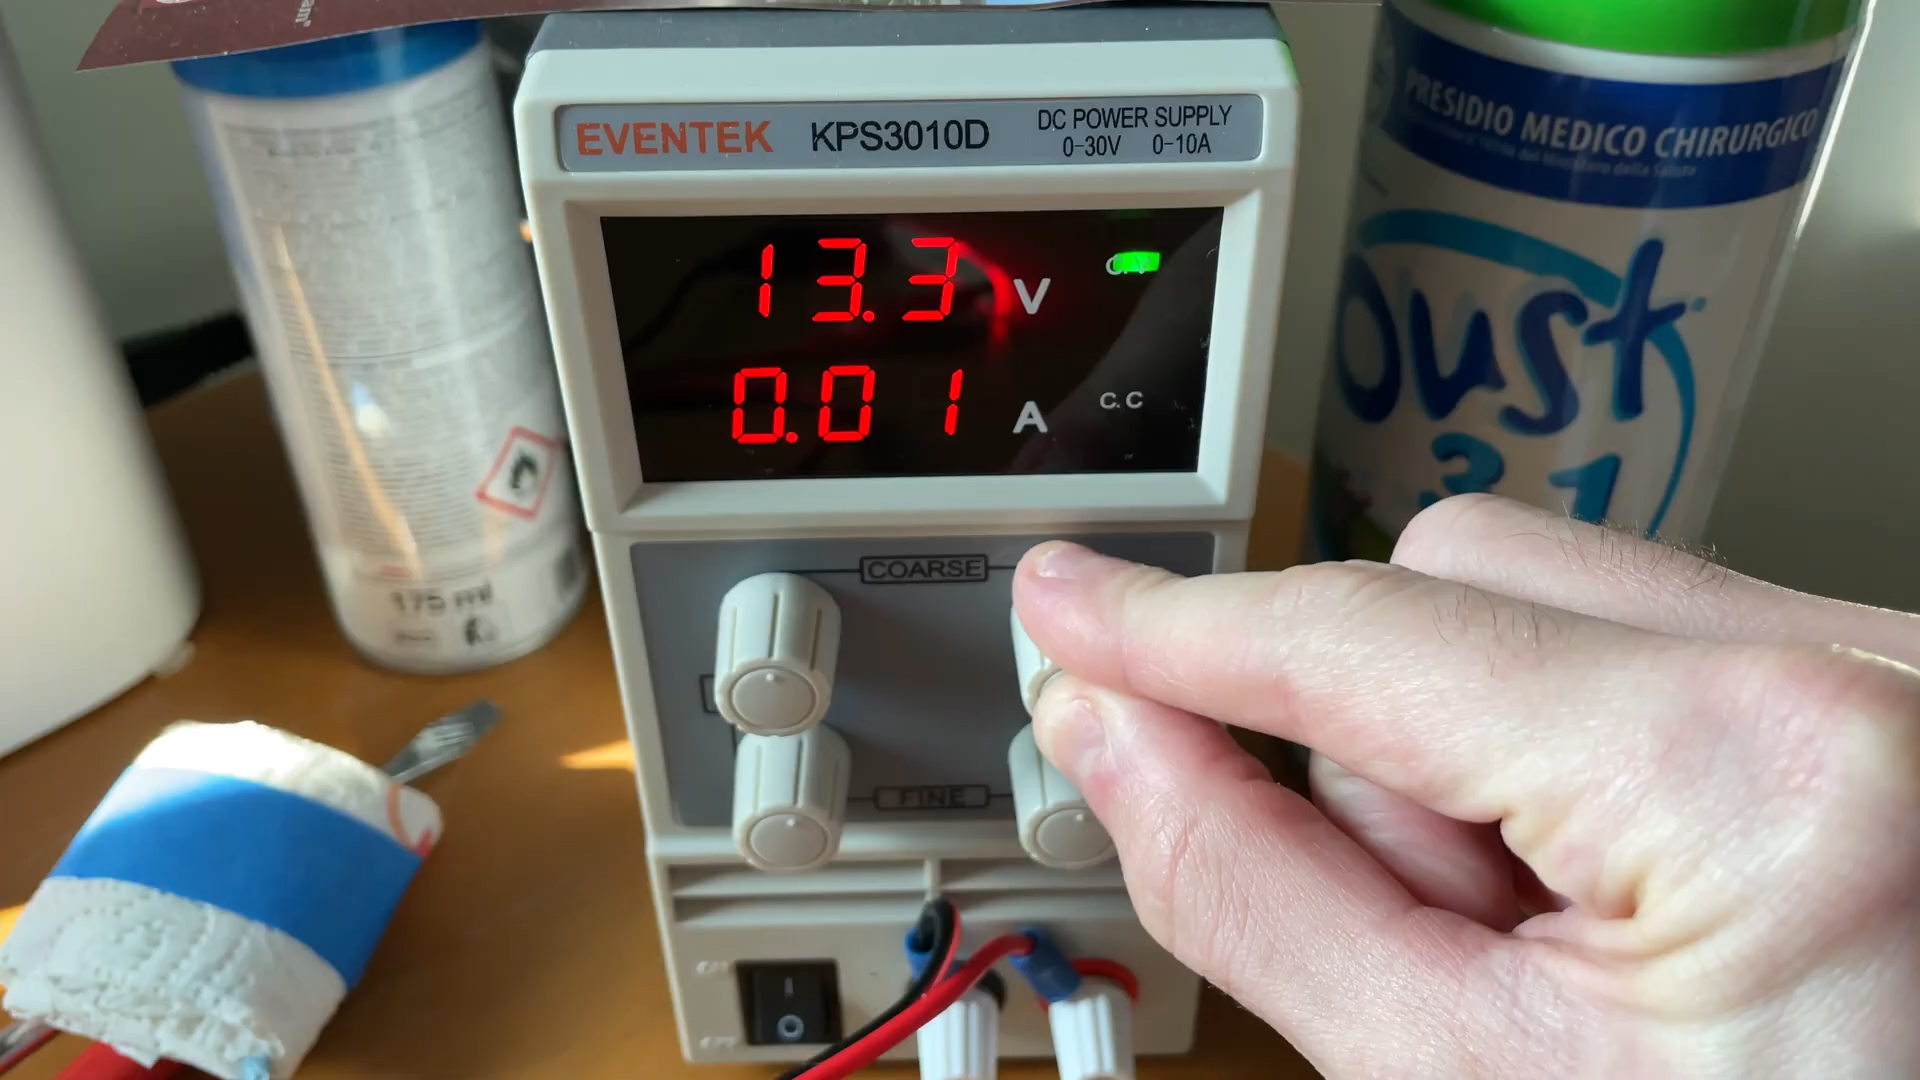 EVENTEK KPS3010D DC POWER SUPPLY
0-30V 0-10A
13.3 V
0.01 A C.C
COARSE
FINE
175 ml
PRESIDIO MEDICO CHIRURGICO
Oust
3 1